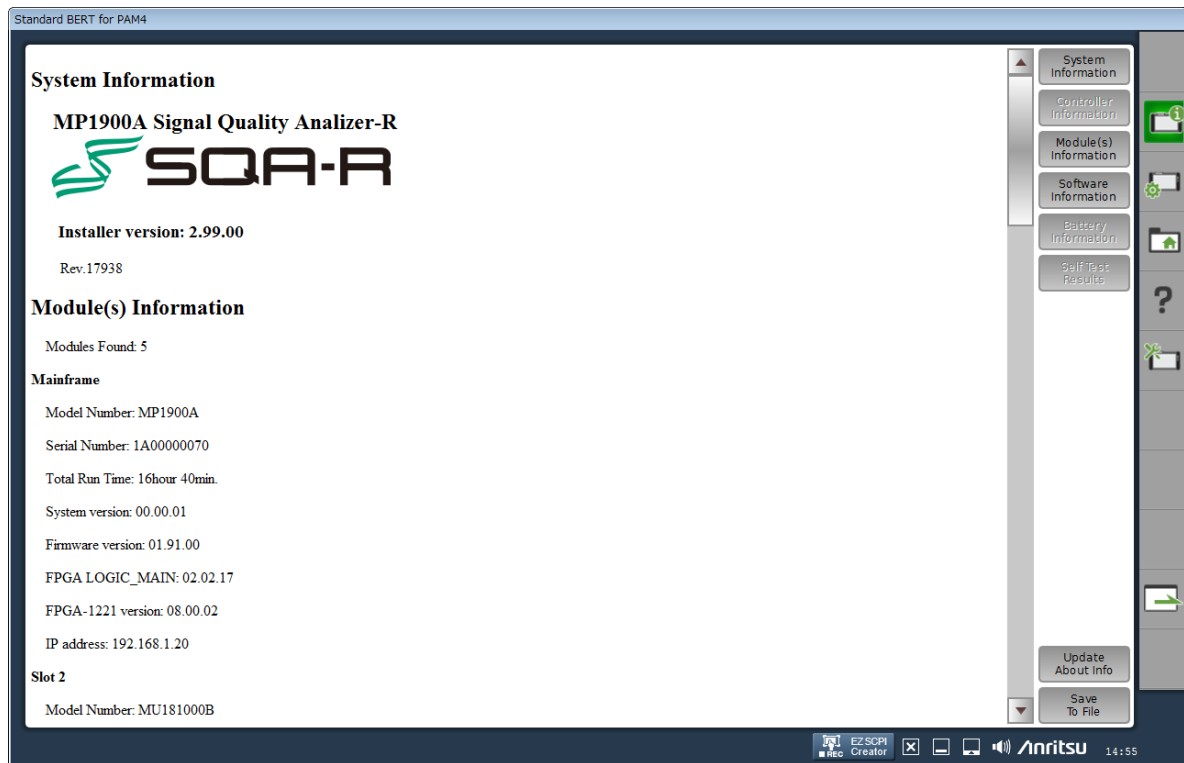 Standard BERT for PAM4
System Information
MP1900A Signal Quality Analizer-R
SQA-R
Installer version: 2.99.00
Rev.17938
Module(s) Information
Modules Found: 5
Mainframe
Model Number: MP1900A
Serial Number: 1A00000070
Total Run Time: 16hour 40min.
System version: 00.00.01
Firmware version: 01.91.00
FPGA LOGIC_MAIN: 02.02.17
FPGA-1221 version: 08.00.02
IP address: 192.168.1.20
Slot 2
Model Number: MU181000B
System
Information
Controller
Information
Module(s)
Information
Software
Information
Battery
Information
Self Test
Results
Update
About Info
Save
To File
?
REC
EZSCPI
Creator
Anritsu
14:55